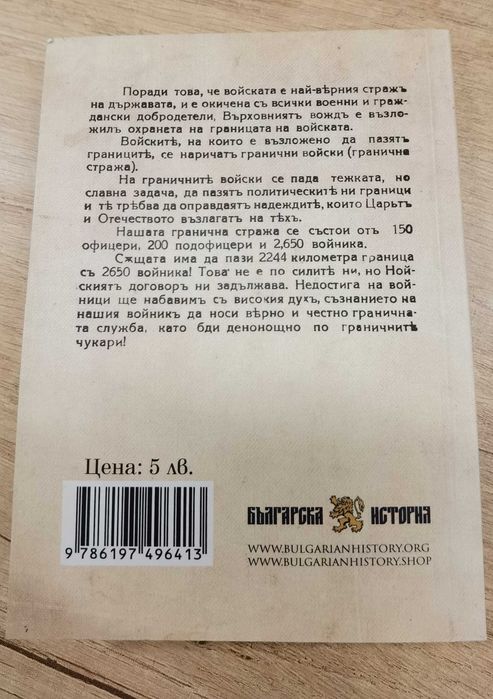 Поради това, че войската е най-вѣрния стражъ
на държавата, и е окичена съ всички военни и граж-
дански добродетели, Върховниятъ вождъ е възло-
жилъ охранета на границата на войската.
Войскитѣ, на които е възложено да пазятъ
границитѣ, се наричатъ гранични войски (гранична
стража).
На граничнитѣ войски се пада тежката, но
славна задача, да пазятъ политическитѣ ни граници
и тѣ трѣбва да оправдаятъ надеждитѣ, които Царьтъ
и Отечеството възлагатъ на тѣхъ.
Нашата гранична стража се състои отъ 150
офицери, 200 подофицери и 2,650 войника.
Сѫщата има да пази 2244 километра граница
съ 2650 войника! Това не е по силитѣ ни, но Ной-
скиятъ договоръ ни задължава. Недостига на вой-
ници ще набавимъ съ високия духъ, съзнанието на
нашия войникъ да носи вѣрно и честно гранична-
та служба, като бди денонощно по граничнитѣ
чукари!
Цена: 5 лв.
9 786197 496413
БЪЛГАРСКА ИСТОРИЯ
WWW.BULGARIANHISTORY.ORG
WWW.BULGARIANHISTORY.SHOP